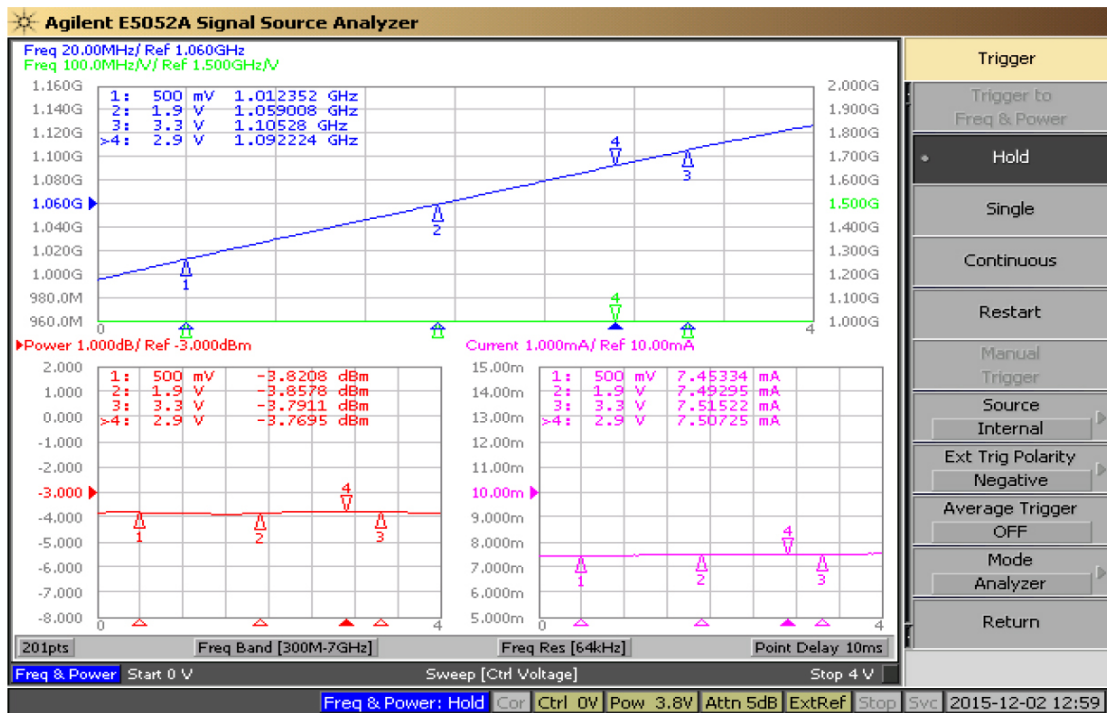 Agilent E5052A Signal Source Analyzer
Freq 20.00MHz/ Ref 1.060GHz
Freq 100.0MHz/V/ Ref 1.500GHz/V
1.160G
1.140G
1.120G
1.100G
1.080G
1.060G
1.040G
1.020G
1.000G
980.0M
960.0M
1: 500 mV 1.012352 GHz
2: 1.9 V 1.059008 GHz
3: 3.3 V 1.10528 GHz
>4: 2.9 V 1.092224 GHz
1
2
4
3
4
0
4
2.000G
1.900G
1.800G
1.700G
1.600G
1.500G
1.400G
1.300G
1.200G
1.100G
1.000G
Power 1.000dB/ Ref -3.000dBm
2.000
1.000
0.000
-1.000
-2.000
-3.000
-4.000
-5.000
-6.000
-7.000
-8.000
1: 500 mV -3.8208 dBm
2: 1.9 V -3.8578 dBm
3: 3.3 V -3.7911 dBm
>4: 2.9 V -3.7695 dBm
1
2
4
3
0
4
Current 1.000mA/ Ref 10.00mA
15.00m
14.00m
13.00m
12.00m
11.00m
10.00m
9.000m
8.000m
7.000m
6.000m
5.000m
1: 500 mV 7.45334 mA
2: 1.9 V 7.49295 mA
3: 3.3 V 7.51522 mA
>4: 2.9 V 7.50725 mA
1
2
4
3
0
4
201pts
Freq Band [300M-7GHz]
Freq Res [64kHz]
Point Delay 10ms
Freq & Power Start 0 V
Sweep [Ctrl Voltage]
Stop 4 V
Trigger
Trigger to
Freq & Power
Hold
Single
Continuous
Restart
Manual
Trigger
Source
Internal
Ext Trig Polarity
Negative
Average Trigger
OFF
Mode
Analyzer
Return
Freq & Power: Hold Cor Ctrl 0V Pow 3.8V Attn 5dB ExtRef Stop Svc 2015-12-02 12:59